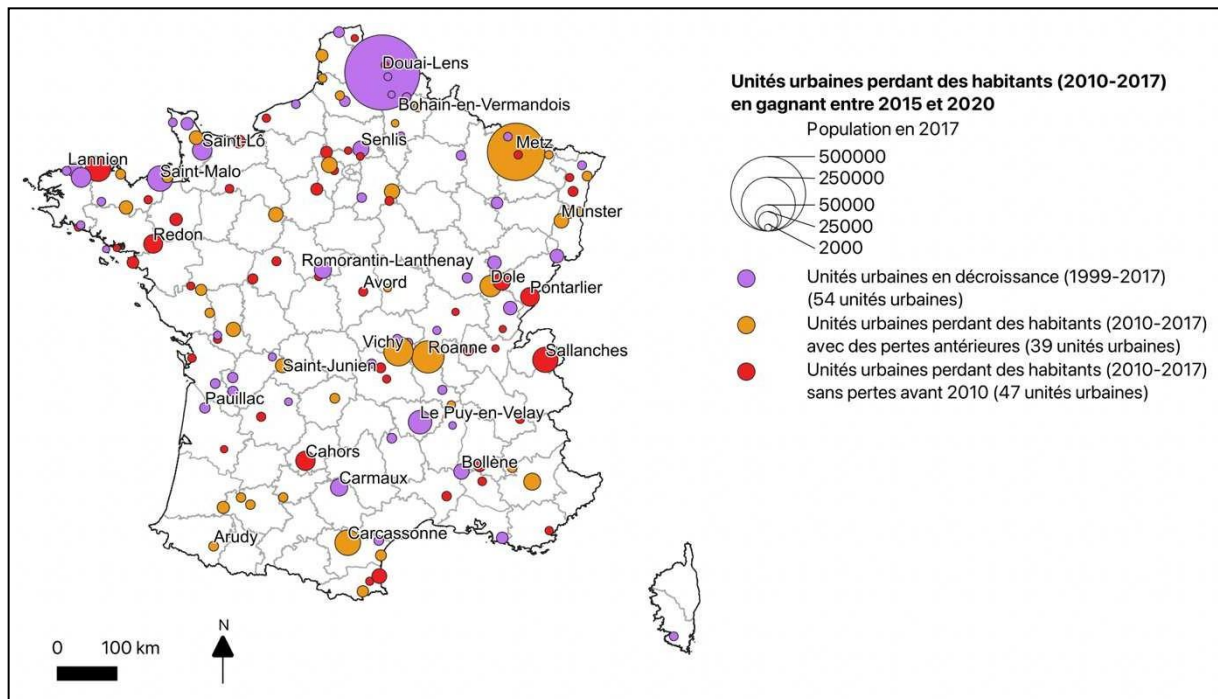 Douai-Lens
Bohain-en-Vermandois
Saint-Lô
Senlis
Metz
Lannion
Saint-Malo
Munster
Redon
Romorantin-Lanthenay
Avord
Dole
Pontarlier
Vichy
Roanne
Sallanches
Saint-Junien
Pauillac
Le Puy-en-Velay
Cahors
Bollène
Carmaux
Arudy
Carcassonne
0 100 km
N
Unités urbaines perdant des habitants (2010-2017)
en gagnant entre 2015 et 2020
Population en 2017
500000
250000
50000
25000
2000
Unités urbaines en décroissance (1999-2017)
(54 unités urbaines)
Unités urbaines perdant des habitants (2010-2017)
avec des pertes antérieures (39 unités urbaines)
Unités urbaines perdant des habitants (2010-2017)
sans pertes avant 2010 (47 unités urbaines)